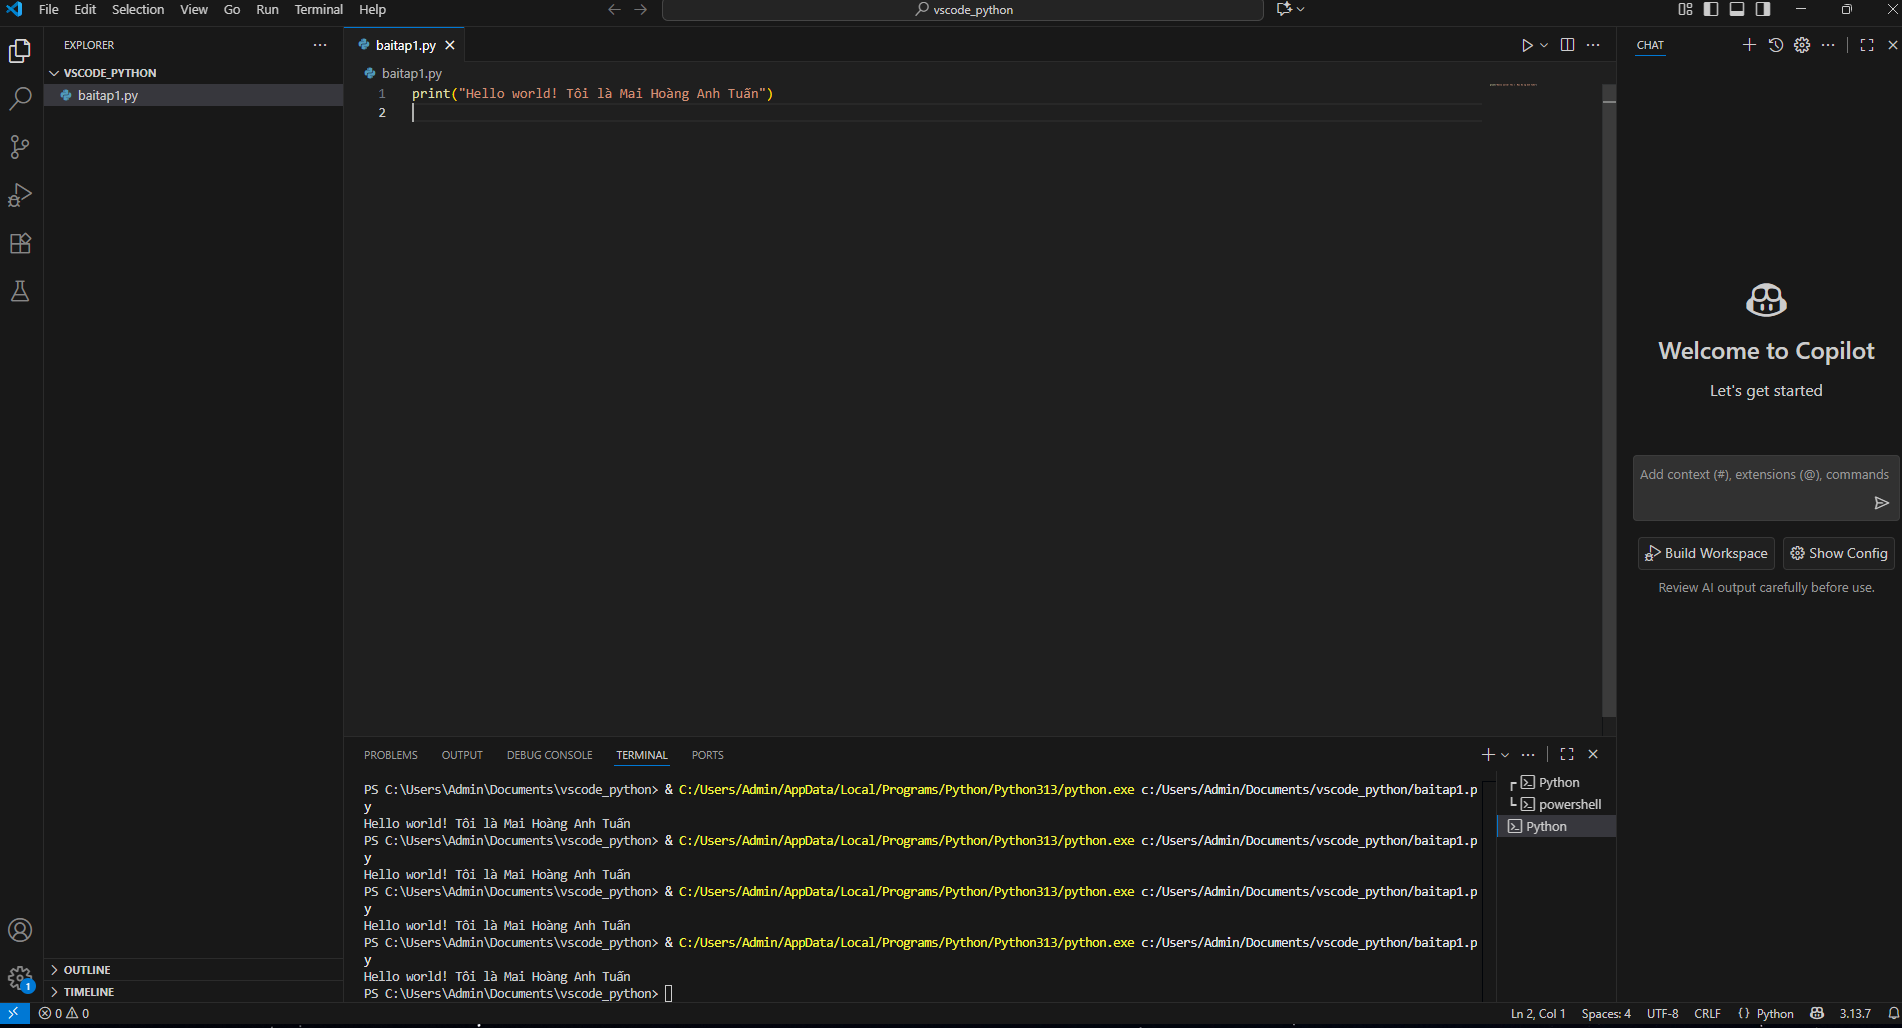 File Edit Selection View Go Run Terminal Help
vscode_python
EXPLORER
VSCODE_PYTHON
baitap1.py
OUTLINE
TIMELINE
baitap1.py
baitap1.py
1 print("Hello world! Tôi là Mai Hoàng Anh Tuấn")
2
PROBLEMS OUTPUT DEBUG CONSOLE TERMINAL PORTS
PS C:\Users\Admin\Documents\vscode_python> & C:/Users/Admin/AppData/Local/Programs/Python/Python313/python.exe c:/Users/Admin/Documents/vscode_python/baitap1.p
y
Hello world! Tôi là Mai Hoàng Anh Tuấn
PS C:\Users\Admin\Documents\vscode_python> & C:/Users/Admin/AppData/Local/Programs/Python/Python313/python.exe c:/Users/Admin/Documents/vscode_python/baitap1.p
y
Hello world! Tôi là Mai Hoàng Anh Tuấn
PS C:\Users\Admin\Documents\vscode_python> & C:/Users/Admin/AppData/Local/Programs/Python/Python313/python.exe c:/Users/Admin/Documents/vscode_python/baitap1.p
y
Hello world! Tôi là Mai Hoàng Anh Tuấn
PS C:\Users\Admin\Documents\vscode_python> & C:/Users/Admin/AppData/Local/Programs/Python/Python313/python.exe c:/Users/Admin/Documents/vscode_python/baitap1.p
y
Hello world! Tôi là Mai Hoàng Anh Tuấn
PS C:\Users\Admin\Documents\vscode_python>
Python
powershell
Python
CHAT
Welcome to Copilot
Let's get started
Add context (#), extensions (@), commands
Build Workspace Show Config
Review AI output carefully before use.
1
0 0
Ln 2, Col 1 Spaces: 4 UTF-8 CRLF {} Python 3.13.7